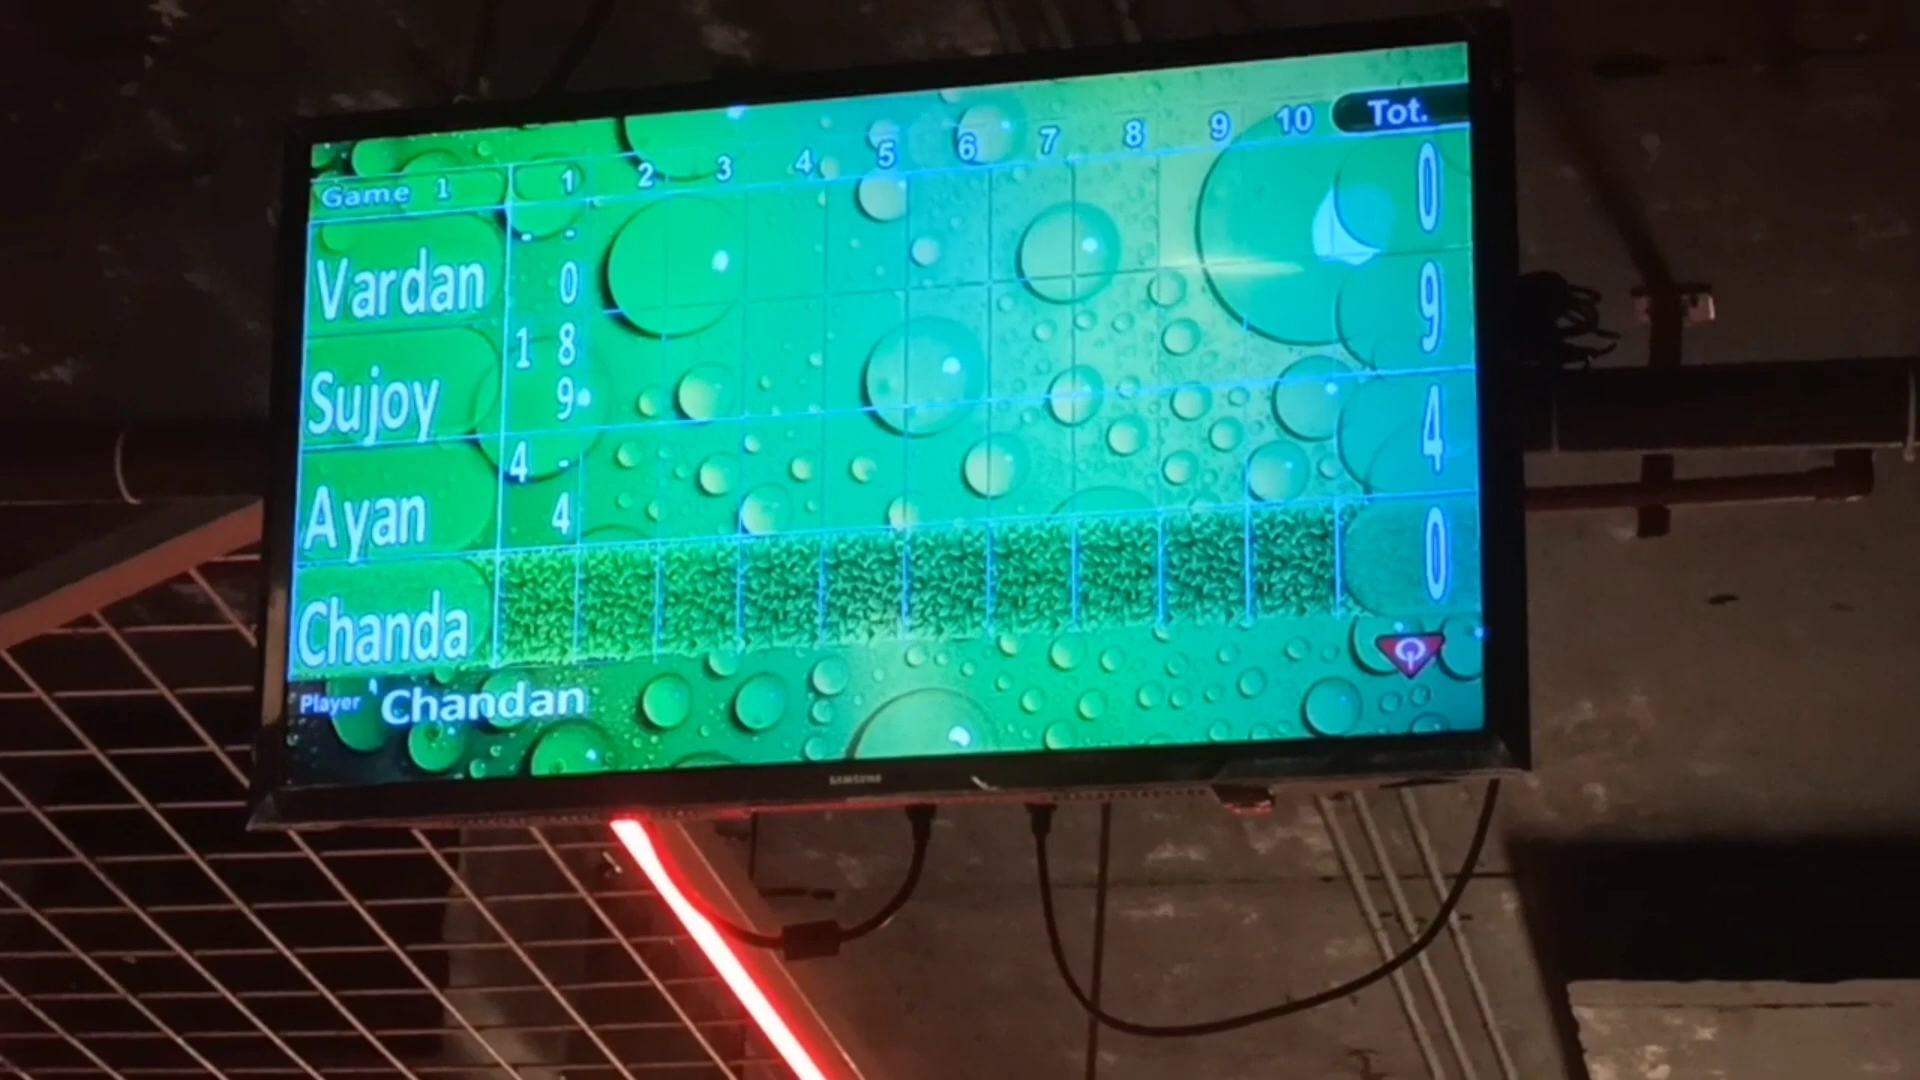 Game 1 1 2 3 4 5 6 7 8 9 10 Tot.
Vardan - - 0 0
Sujoy 1 8 9 9
Ayan 4 - 4 4
Chanda 0
Player Chandan
SAMSUNG